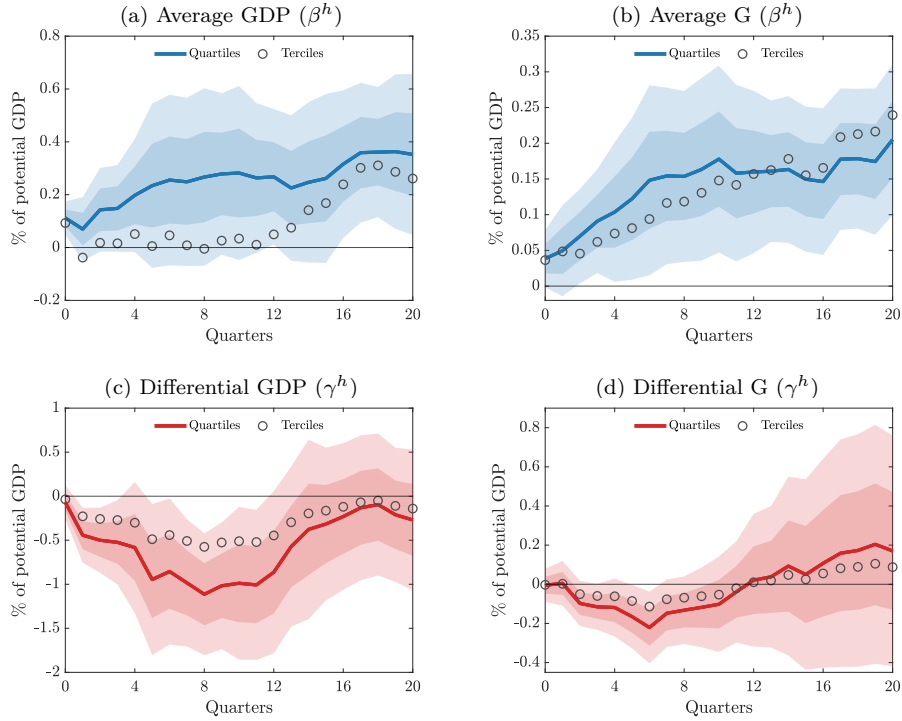 (a) Average GDP (β^h)
Quartiles
Terciles
% of potential GDP
0.8
0.6
0.4
0.2
0
-0.2
0
4
8
12
16
20
Quarters
(b) Average G (β^h)
Quartiles
Terciles
% of potential GDP
0.35
0.3
0.25
0.2
0.15
0.1
0.05
0
0
4
8
12
16
20
Quarters
(c) Differential GDP (γ^h)
Quartiles
Terciles
% of potential GDP
1
0.5
0
-0.5
-1
-1.5
-2
0
4
8
12
16
20
Quarters
(d) Differential G (γ^h)
Quartiles
Terciles
% of potential GDP
0.8
0.6
0.4
0.2
0
-0.2
-0.4
0
4
8
12
16
20
Quarters